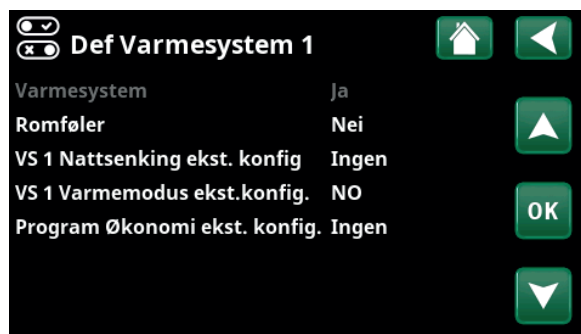 Def Varmesystem 1
Varmesystem Ja
Romføler Nei
VS 1 Nattsenking ekst. konfig Ingen
VS 1 Varmemodus ekst.konfig. NO
Program Økonomi ekst. konfig. Ingen
OK